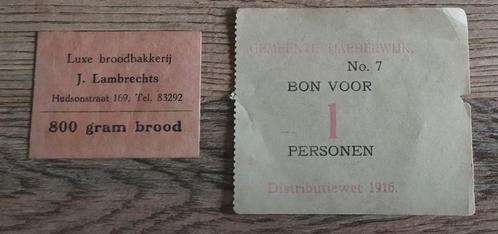 Luxe broodbakkerij
J. Lambrechts
Hudsonstraat 169, Tel. 83292
800 gram brood
GEMEENTE HARDERWIJK.
No. 7
BON VOOR
1
PERSONEN
Distributiewet 1916.